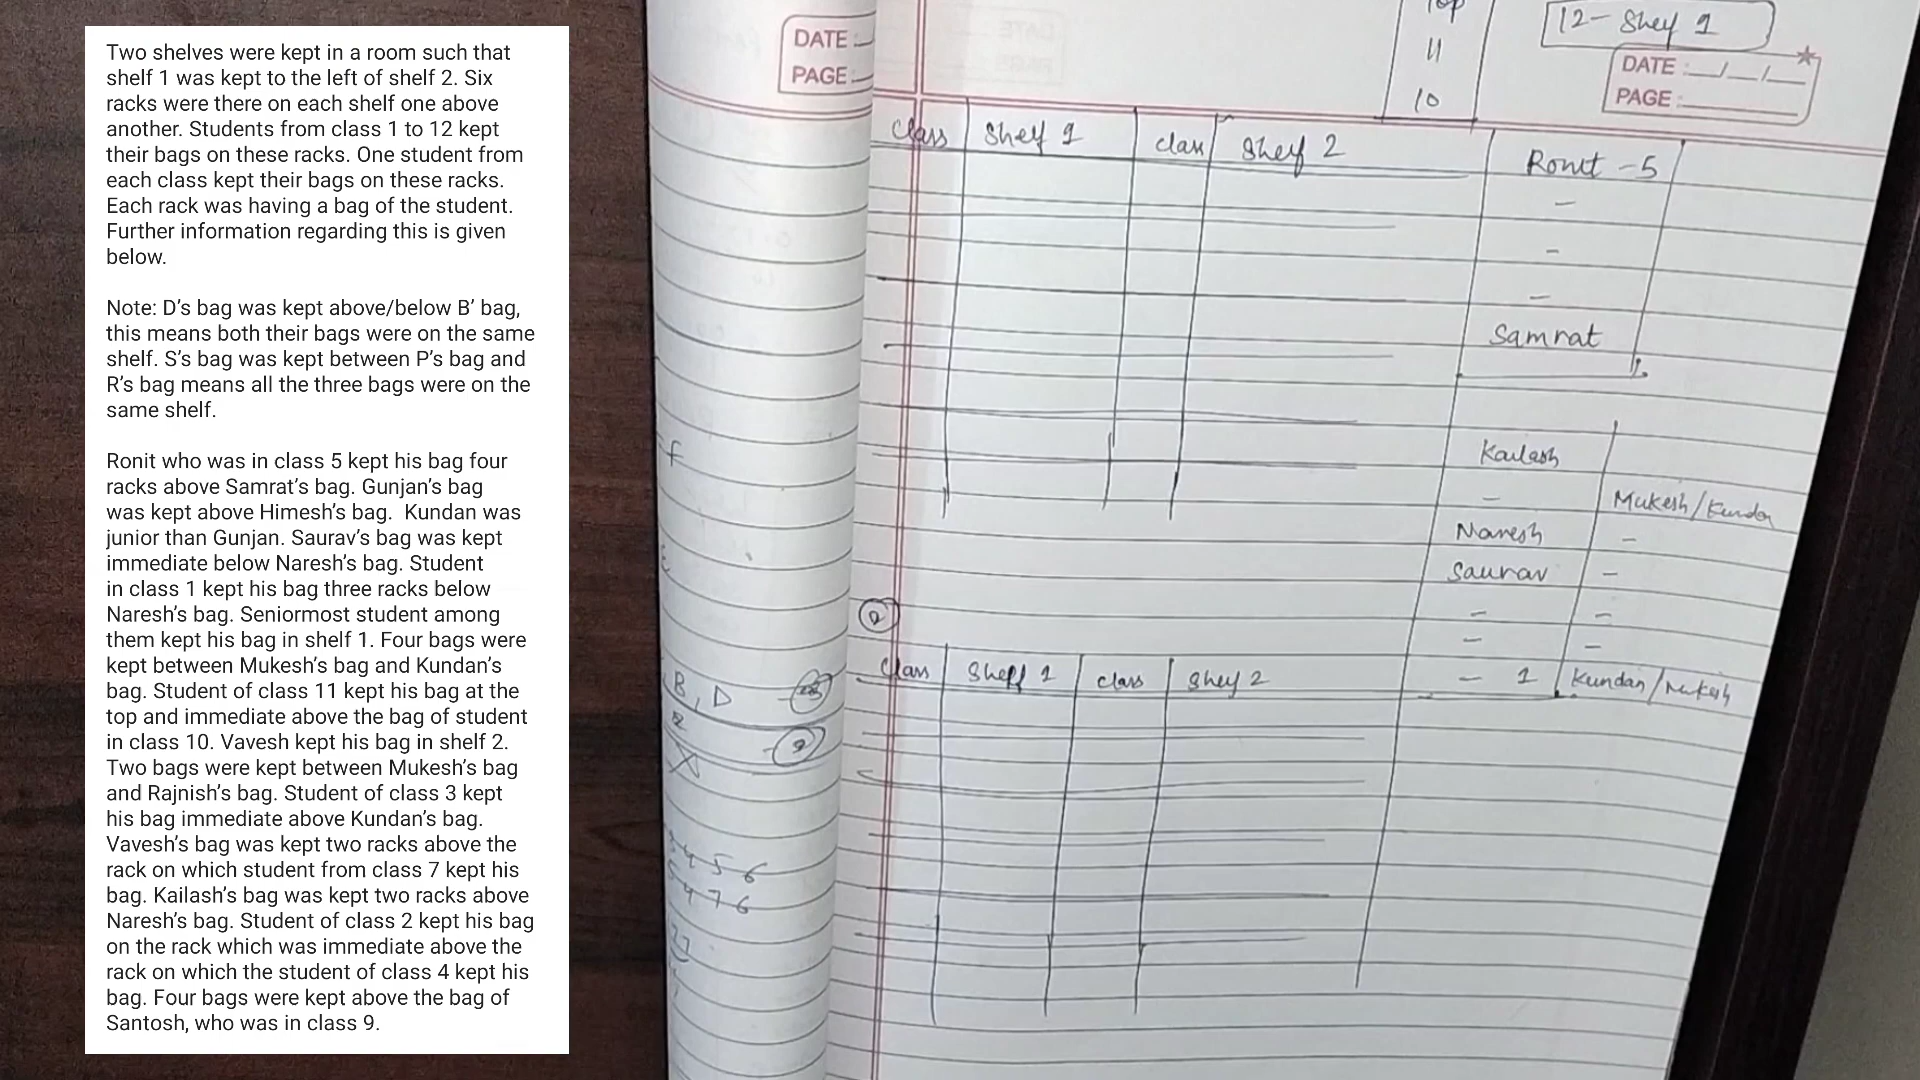 Two shelves were kept in a room such that
shelf 1 was kept to the left of shelf 2. Six
racks were there on each shelf one above
another. Students from class 1 to 12 kept
their bags on these racks. One student from
each class kept their bags on these racks.
Each rack was having a bag of the student.
Further information regarding this is given
below.
Note: D's bag was kept above/below B' bag,
this means both their bags were on the same
shelf. S's bag was kept between P's bag and
R's bag means all the three bags were on the
same shelf.
Ronit who was in class 5 kept his bag four
racks above Samrat's bag. Gunjan's bag
was kept above Himesh's bag.  Kundan was
junior than Gunjan. Saurav's bag was kept
immediate below Naresh's bag. Student
in class 1 kept his bag three racks below
Naresh's bag. Seniormost student among
them kept his bag in shelf 1. Four bags were
kept between Mukesh's bag and Kundan's
bag. Student of class 11 kept his bag at the
top and immediate above the bag of student
in class 10. Vavesh kept his bag in shelf 2.
Two bags were kept between Mukesh's bag
and Rajnish's bag. Student of class 3 kept
his bag immediate above Kundan's bag.
Vavesh's bag was kept two racks above the
rack on which student from class 7 kept his
bag. Kailash's bag was kept two racks above
Naresh's bag. Student of class 2 kept his bag
on the rack which was immediate above the
rack on which the student of class 4 kept his
bag. Four bags were kept above the bag of
Santosh, who was in class 9.
DATE :
PAGE :
Top
11
10
12- Shelf 1
DATE :
PAGE :
class Shelf 1 class Shelf 2
Ronit -5
-
-
-
Samrat
Kailash
-
Naresh
Saurav
-
-
- 1
Mukesh/Kundan
-
-
-
-
Kundan/Mukesh
2
Class Shelf 1 class Shelf 2
B, D
3 4 5 6
5 4 7 6